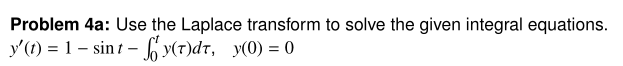 Problem 4a: Use the Laplace transform to solve the given integral equations.
y′(t) = 1 − sin t − ∫₀ᵗ y(τ)dτ, y(0) = 0